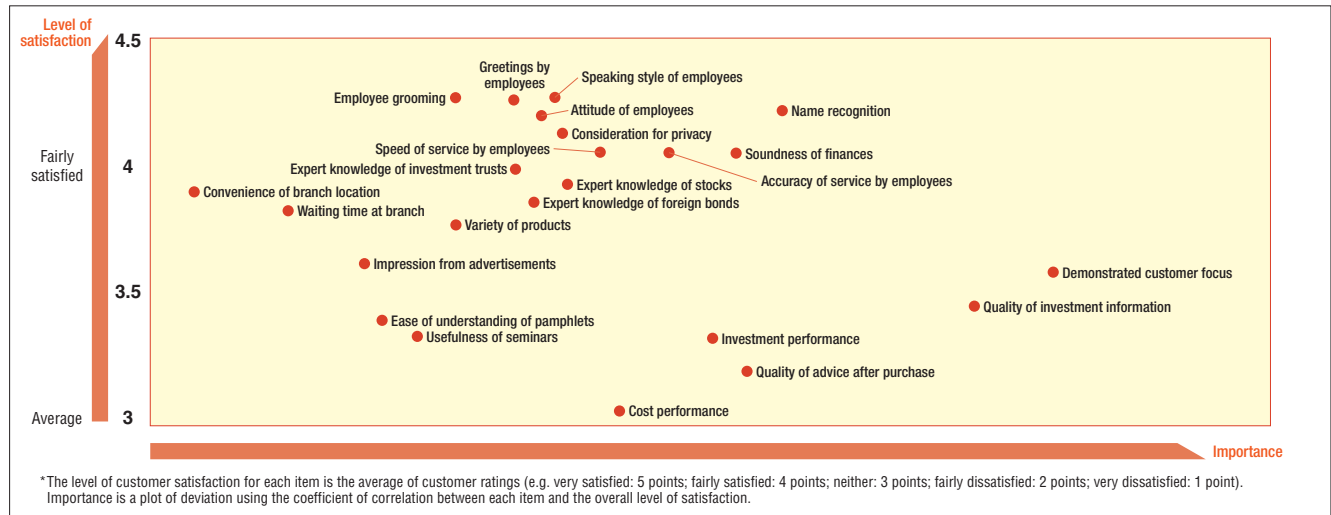 Level of
satisfaction
4.5
Greetings by
employees
Speaking style of employees
Employee grooming
Attitude of employees
Name recognition
Consideration for privacy
Speed of service by employees
Soundness of finances
Fairly
satisfied
4
Expert knowledge of investment trusts
Accuracy of service by employees
Expert knowledge of stocks
Convenience of branch location
Expert knowledge of foreign bonds
Waiting time at branch
Variety of products
Impression from advertisements
Demonstrated customer focus
3.5
Quality of investment information
Ease of understanding of pamphlets
Usefulness of seminars
Investment performance
Quality of advice after purchase
Cost performance
Average
3
Importance
*The level of customer satisfaction for each item is the average of customer ratings (e.g. very satisfied: 5 points; fairly satisfied: 4 points; neither: 3 points; fairly dissatisfied: 2 points; very dissatisfied: 1 point).
Importance is a plot of deviation using the coefficient of correlation between each item and the overall level of satisfaction.